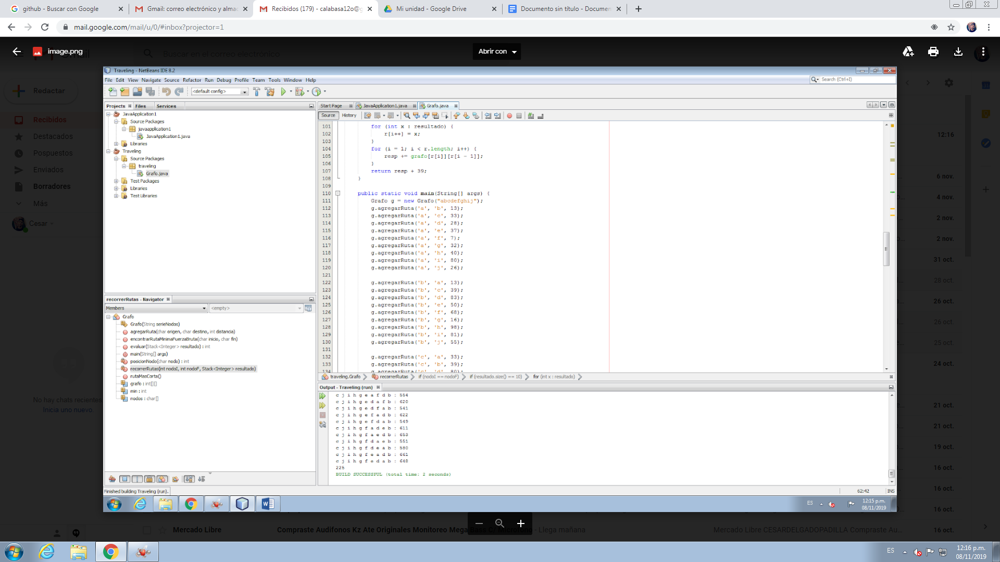 github - Buscar con Google
Gmail: correo electrónico y almac
Recibidos (179) - calabasa12o@g
Mi unidad - Google Drive
Documento sin título - Documen
mail.google.com/mail/u/0/#inbox?projector=1
image.png
Buscar en el correo electrónico
Abrir con
Redactar
Recibidos
Destacados
Pospuestos
Enviados
Borradores
Más
Cesar
No hay chats recientes
Inicia uno nuevo.
Traveling - NetBeans IDE 8.2
File Edit View Navigate Source Refactor Run Debug Profile Team Tools Window Help
Search (Ctrl+I)
<default config>
Projects Files Services
JavaApplication1
Source Packages
javaapplication1
JavaApplication1.java
Libraries
Traveling
Source Packages
traveling
Grafo.java
Test Packages
Libraries
Test Libraries
recorrerRutas - Navigator
Members
<empty>
Grafo
Grafo(String serieNodos)
agregarRuta(char origen, char destino, int distancia)
encontrarRutaMinimaFuerzaBruta(char inicio, char fin)
evaluar(Stack<Integer> resultado) : int
main(String[] args)
posicionNodo(char nodo) : int
recorrerRutas(int nodoI, int nodoF, Stack<Integer> resultado)
rutaMasCorta()
grafo : int[][]
min : int
nodos : char[]
Start Page JavaApplication1.java Grafo.java
Source History
101 for (int x : resultado) {
102 r[i++] = x;
103 }
104 for (i = 1; i < r.length; i++) {
105 resp += grafo[r[i]][r[i - 1]];
106 }
107 return resp + 39;
108 }
109
110 public static void main(String[] args) {
111 Grafo g = new Grafo("abcdefghij");
112 g.agregarRuta('a', 'b', 13);
113 g.agregarRuta('a', 'c', 33);
114 g.agregarRuta('a', 'd', 28);
115 g.agregarRuta('a', 'e', 37);
116 g.agregarRuta('a', 'f', 7);
117 g.agregarRuta('a', 'g', 32);
118 g.agregarRuta('a', 'h', 40);
119 g.agregarRuta('a', 'i', 80);
120 g.agregarRuta('a', 'j', 26);
121
122 g.agregarRuta('b', 'a', 13);
123 g.agregarRuta('b', 'c', 39);
124 g.agregarRuta('b', 'd', 83);
125 g.agregarRuta('b', 'e', 50);
126 g.agregarRuta('b', 'f', 68);
127 g.agregarRuta('b', 'g', 16);
128 g.agregarRuta('b', 'h', 98);
129 g.agregarRuta('b', 'i', 81);
130 g.agregarRuta('b', 'j', 55);
131
132 g.agregarRuta('c', 'a', 33);
133 g.agregarRuta('c', 'b', 39);
134 g.agregarRuta('c', 'd', 80);
traveling.Grafo recorrerRutas if (nodoI == nodoF) if (resultado.size() == 10) for (int x : resultado)
Output - Traveling (run)
c j i h g e a f d b : 554
c j i h g e d a f b : 620
c j i h g e d f a b : 541
c j i h g e f a d b : 622
c j i h g e f d a b : 549
c j i h g f a d e b : 611
c j i h g f a e d b : 653
c j i h g f d a e b : 551
c j i h g f d e a b : 580
c j i h g f e a d b : 661
c j i h g f e d a b : 648
225
BUILD SUCCESSFUL (total time: 2 seconds)
Finished building Traveling (run).
62:42 INS
ES
12:15 p.m.
08/11/2019
12:16
6 nov.
4 nov.
2 nov.
2 nov.
31 oct.
28 oct.
26 oct.
26 oct.
25 oct.
24 oct.
21 oct.
21 oct.
19 oct.
16 oct.
16 oct.
16 oct.
16 oct.
Mercado Libre
Compraste Audifonos Kz Ate Originales Monitoreo Mega Bass C/ Microfono - Llega mañana
Mercado Libre CESARDELGADOPADILLA Compraste Au...
ES
12:16 p.m.
08/11/2019